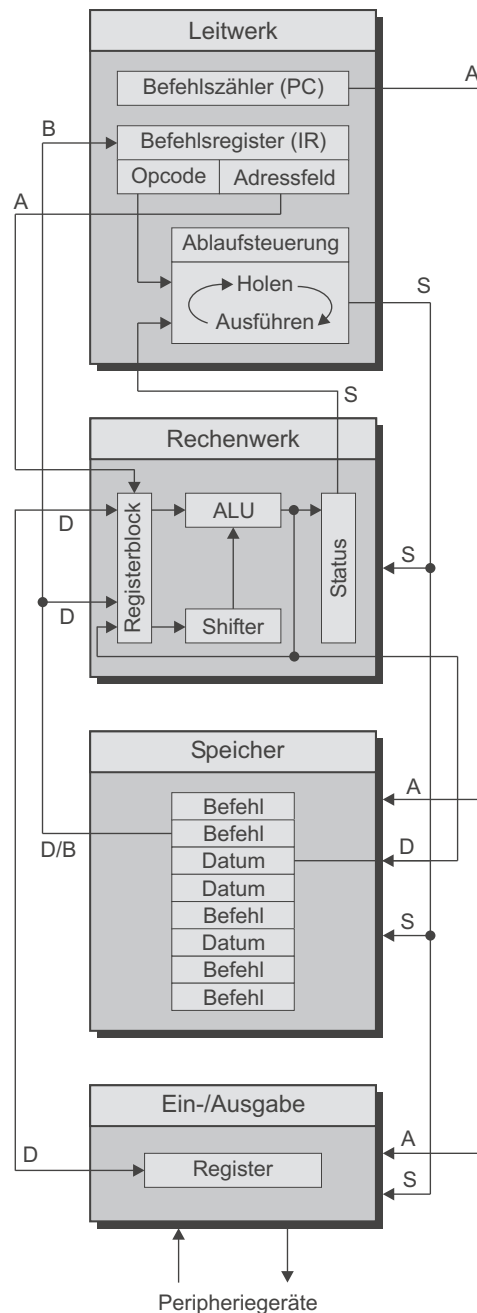 Leitwerk
A
Befehlszähler (PC)
B
Befehlsregister (IR)
Opcode Adressfeld
A
Ablaufsteuerung
Holen
S
Ausführen
S
Rechenwerk
D
Registerblock
ALU
Status
S
D
Shifter
Speicher
A
Befehl
Befehl
D/B
D
Datum
Datum
Befehl
S
Datum
Befehl
Befehl
Ein-/Ausgabe
A
D
Register
S
Peripheriegeräte